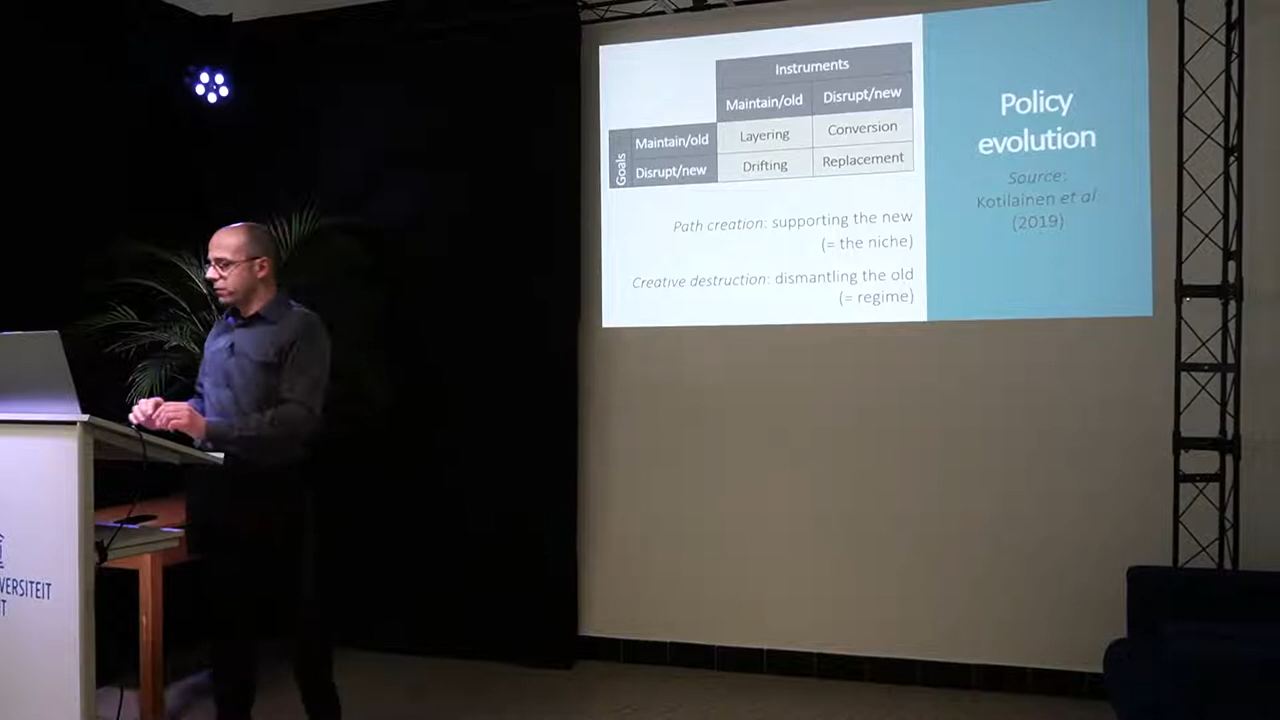 Instruments
Maintain/old Disrupt/new
Goals
Maintain/old Layering Conversion
Disrupt/new Drifting Replacement
Path creation: supporting the new
(= the niche)
Creative destruction: dismantling the old
(= regime)
Policy
evolution
Source:
Kotilainen et al
(2019)
VERSITEIT
T